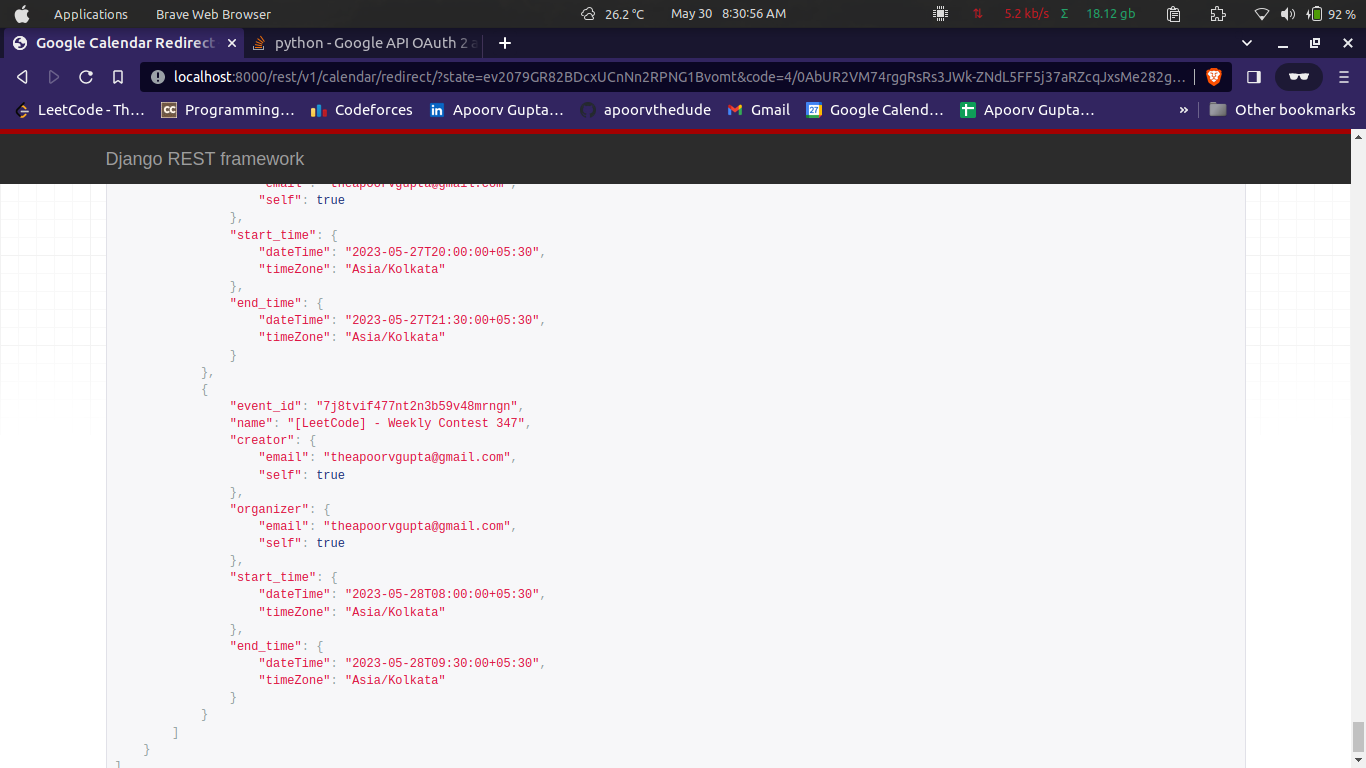 Applications Brave Web Browser 26.2 °C May 30 8:30:56 AM 5.2 kb/s Σ 18.12 gb 92 %
Google Calendar Redirect python - Google API OAuth 2 a
localhost:8000/rest/v1/calendar/redirect/?state=ev2079GR82BDcxUCnNn2RPNG1Bvomt&code=4/0AbUR2VM74rggRsRs3JWk-ZNdL5FF5j37aRZcqJxsMe282g...
LeetCode - Th... Programming... Codeforces Apoorv Gupta... apoorvthedude Gmail Google Calend... Apoorv Gupta... » Other bookmarks
Django REST framework
"email": "theapoorvgupta@gmail.com",
"self": true
},
"start_time": {
"dateTime": "2023-05-27T20:00:00+05:30",
"timeZone": "Asia/Kolkata"
},
"end_time": {
"dateTime": "2023-05-27T21:30:00+05:30",
"timeZone": "Asia/Kolkata"
}
},
{
"event_id": "7j8tvif477nt2n3b59v48mrngn",
"name": "[LeetCode] - Weekly Contest 347",
"creator": {
"email": "theapoorvgupta@gmail.com",
"self": true
},
"organizer": {
"email": "theapoorvgupta@gmail.com",
"self": true
},
"start_time": {
"dateTime": "2023-05-28T08:00:00+05:30",
"timeZone": "Asia/Kolkata"
},
"end_time": {
"dateTime": "2023-05-28T09:30:00+05:30",
"timeZone": "Asia/Kolkata"
}
}
]
}
]